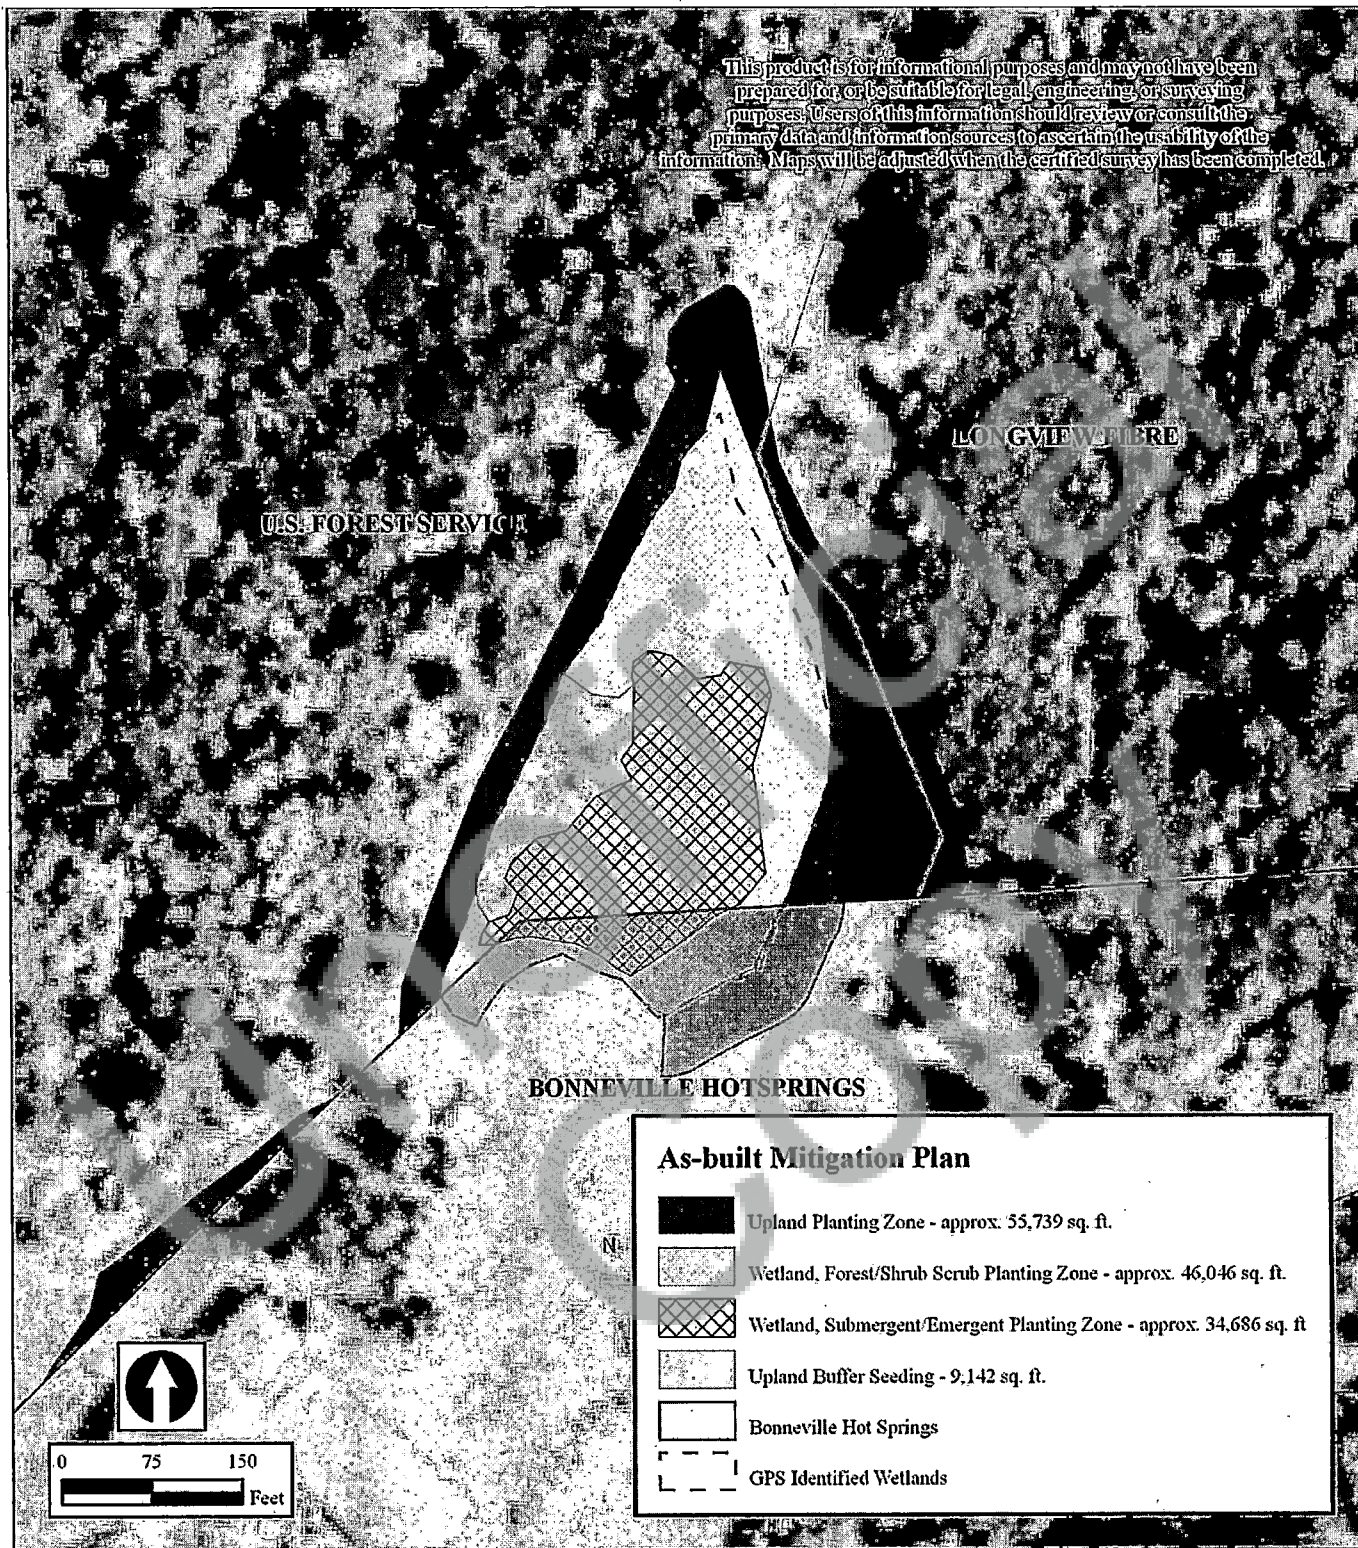 This product is for informational purposes and may not have been
prepared for, or be suitable for legal, engineering, or surveying
purposes. Users of this information should review or consult the
primary data and information sources to ascertain the usability of the
information. Maps will be adjusted when the certified survey has been completed.
LONGVIEW FIBRE
U.S. FOREST SERVICE
BONNEVILLE HOTSPRINGS
As-built Mitigation Plan
Upland Planting Zone - approx. 55,739 sq. ft.
N
Wetland, Forest/Shrub Scrub Planting Zone - approx. 46,046 sq. ft.
Wetland, Submergent/Emergent Planting Zone - approx. 34,686 sq. ft
Upland Buffer Seeding - 9,142 sq. ft.
Bonneville Hot Springs
GPS Identified Wetlands
0 75 150
Feet
Unofficial
Copy